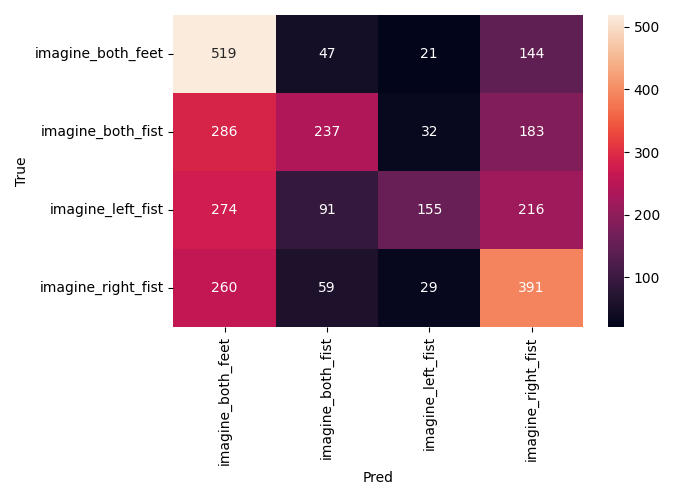 imagine_both_feet 519 47 21 144
imagine_both_fist 286 237 32 183
imagine_left_fist 274 91 155 216
imagine_right_fist 260 59 29 391
True
imagine_both_feet
imagine_both_fist
imagine_left_fist
imagine_right_fist
Pred
500
400
300
200
100